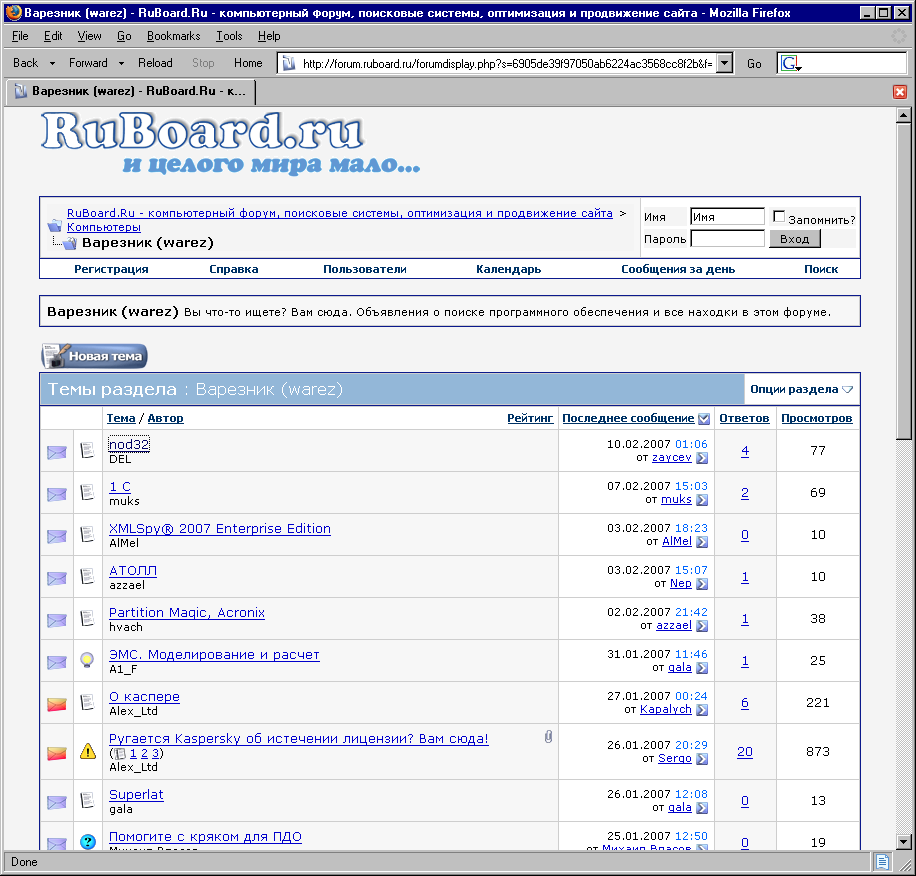 Варезник (warez) - RuBoard.Ru - компьютерный форум, поисковые системы, оптимизация и продвижение сайта - Mozilla Firefox
File Edit View Go Bookmarks Tools Help
Back Forward Reload Stop Home http://forum.ruboard.ru/forumdisplay.php?s=6905de39f97050ab6224ac3568cc8f2b&f= Go G
Варезник (warez) - RuBoard.Ru - к...
RuBoard.ru
и целого мира мало...
RuBoard.Ru - компьютерный форум, поисковые системы, оптимизация и продвижение сайта >
Компьютеры
Варезник (warez)
Имя Имя Запомнить?
Пароль Вход
Регистрация Справка Пользователи Календарь Сообщения за день Поиск
Варезник (warez) Вы что-то ищете? Вам сюда. Объявления о поиске программного обеспечения и все находки в этом форуме.
Новая тема
Темы раздела : Варезник (warez) Опции раздела
Тема / Автор Рейтинг Последнее сообщение Ответов Просмотров
nod32 10.02.2007 01:06 4 77
DEL от zaycev
1 С 07.02.2007 15:03 2 69
muks от muks
XMLSpy® 2007 Enterprise Edition 03.02.2007 18:23 0 10
AlMel от AlMel
АТОЛЛ 03.02.2007 15:07 1 10
azzael от Nep
Partition Magic, Acronix 02.02.2007 21:42 1 38
hvach от azzael
ЭМС. Моделирование и расчет 31.01.2007 11:46 1 25
A1_F от gala
О каспере 27.01.2007 00:24 6 221
Alex_Ltd от Kapalych
Ругается Kaspersky об истечении лицензии? Вам сюда! 26.01.2007 20:29 20 873
( 1 2 3) от Sergo
Alex_Ltd
Superlat 26.01.2007 12:08 0 13
gala от gala
Помогите с кряком для ПДО 25.01.2007 12:50 0 19
Михаил Власов от Михаил Власов
Done